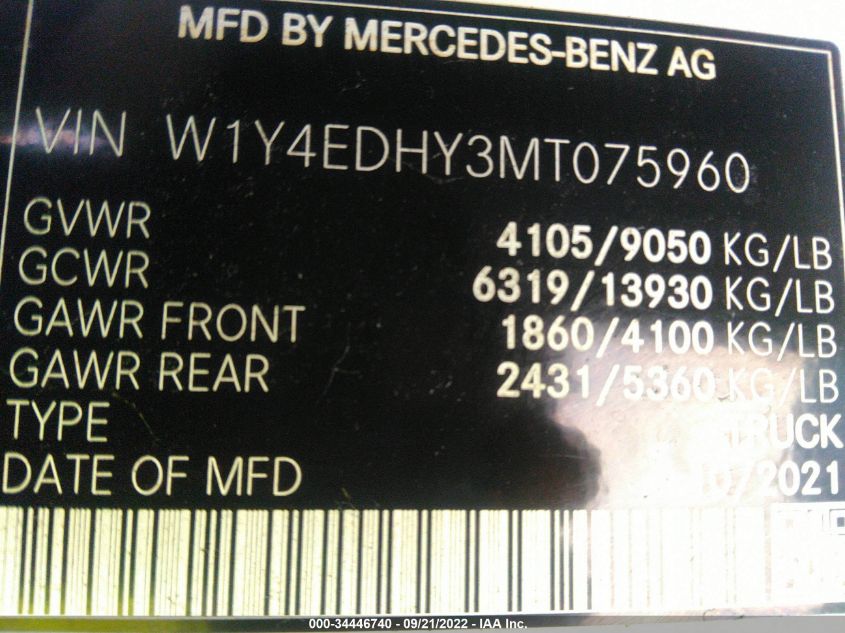 MFD BY MERCEDES-BENZ AG
VIN W1Y4EDHY3MT075960
GVWR 4105/9050 KG/LB
GCWR 6319/13930 KG/LB
GAWR FRONT 1860/4100 KG/LB
GAWR REAR 2431/5360 KG/LB
TYPE TRUCK
DATE OF MFD 10/2021
000-34446740 - 09/21/2022 - IAA Inc.